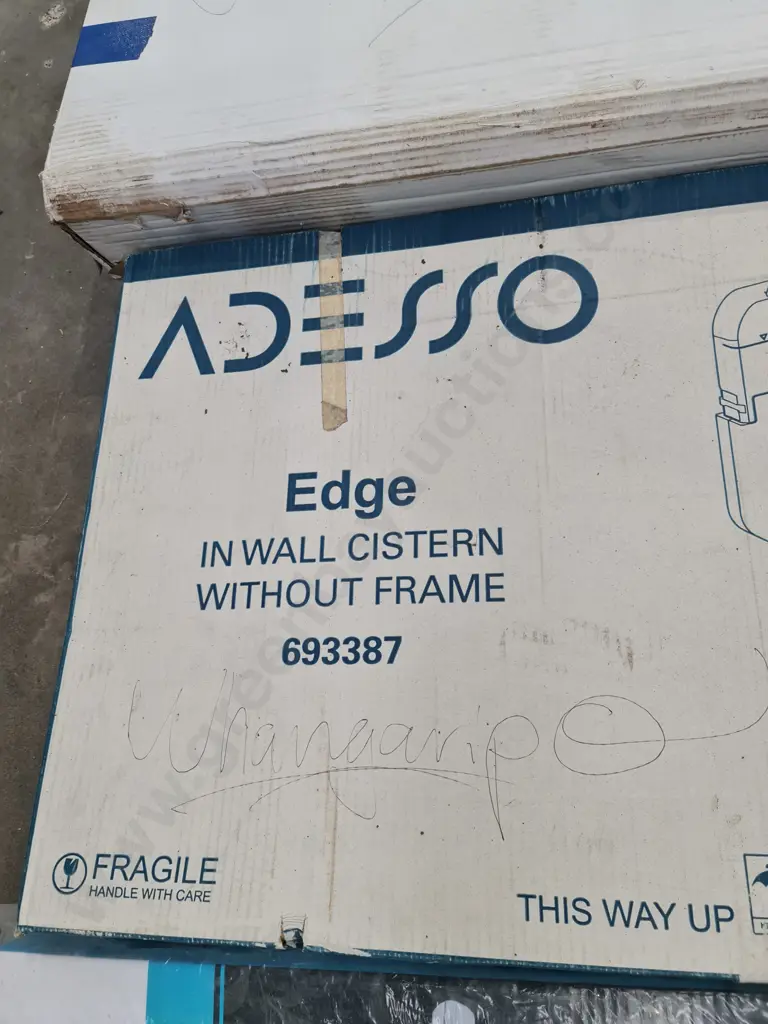 ADESSO
Edge
IN WALL CISTERN
WITHOUT FRAME
693387
Whangaripo
FRAGILE
HANDLE WITH CARE
THIS WAY UP